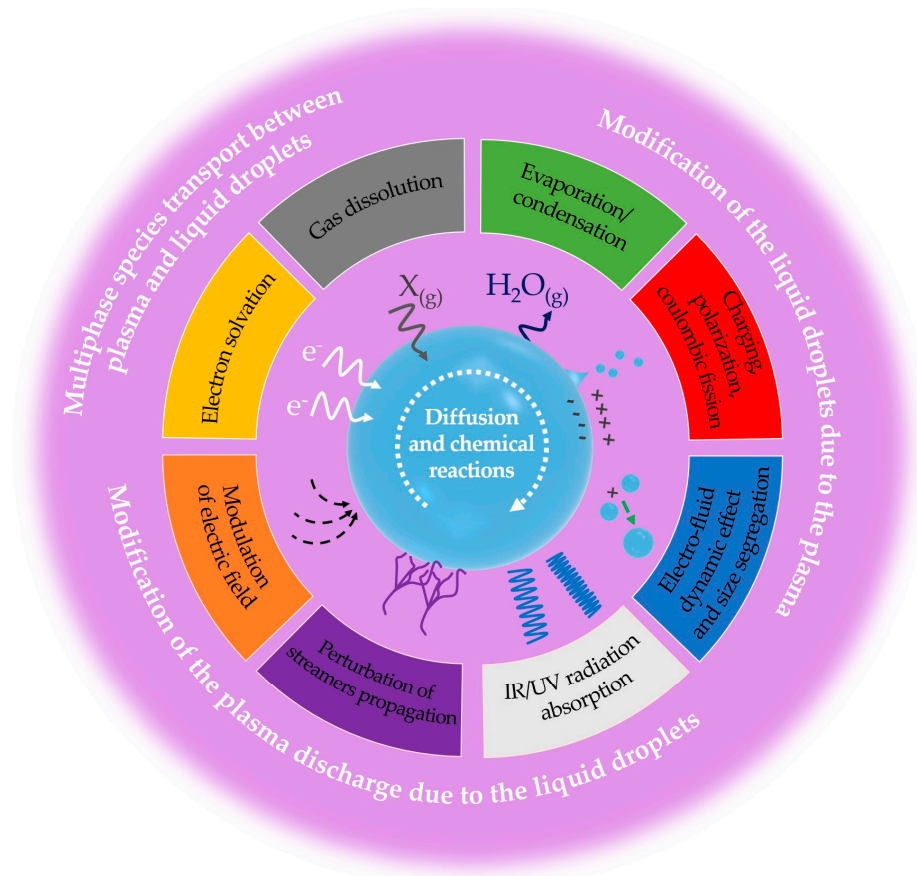 Multiphase species transport between
plasma and liquid droplets
Modification of the liquid droplets due to the plasma
Gas dissolution
Evaporation/
condensation
Electron solvation
Charging,
polarization,
coulombic fission
X(g)
H₂O(g)
e⁻
e⁻
- - - -
+ + + +
Diffusion
and chemical
reactions
Modulation
of electric field
+
Electro-fluid
dynamic effect
and size segregation
Perturbation of
streamers propagation
IR/UV radiation
absorption
Modification of the plasma discharge due to the liquid droplets